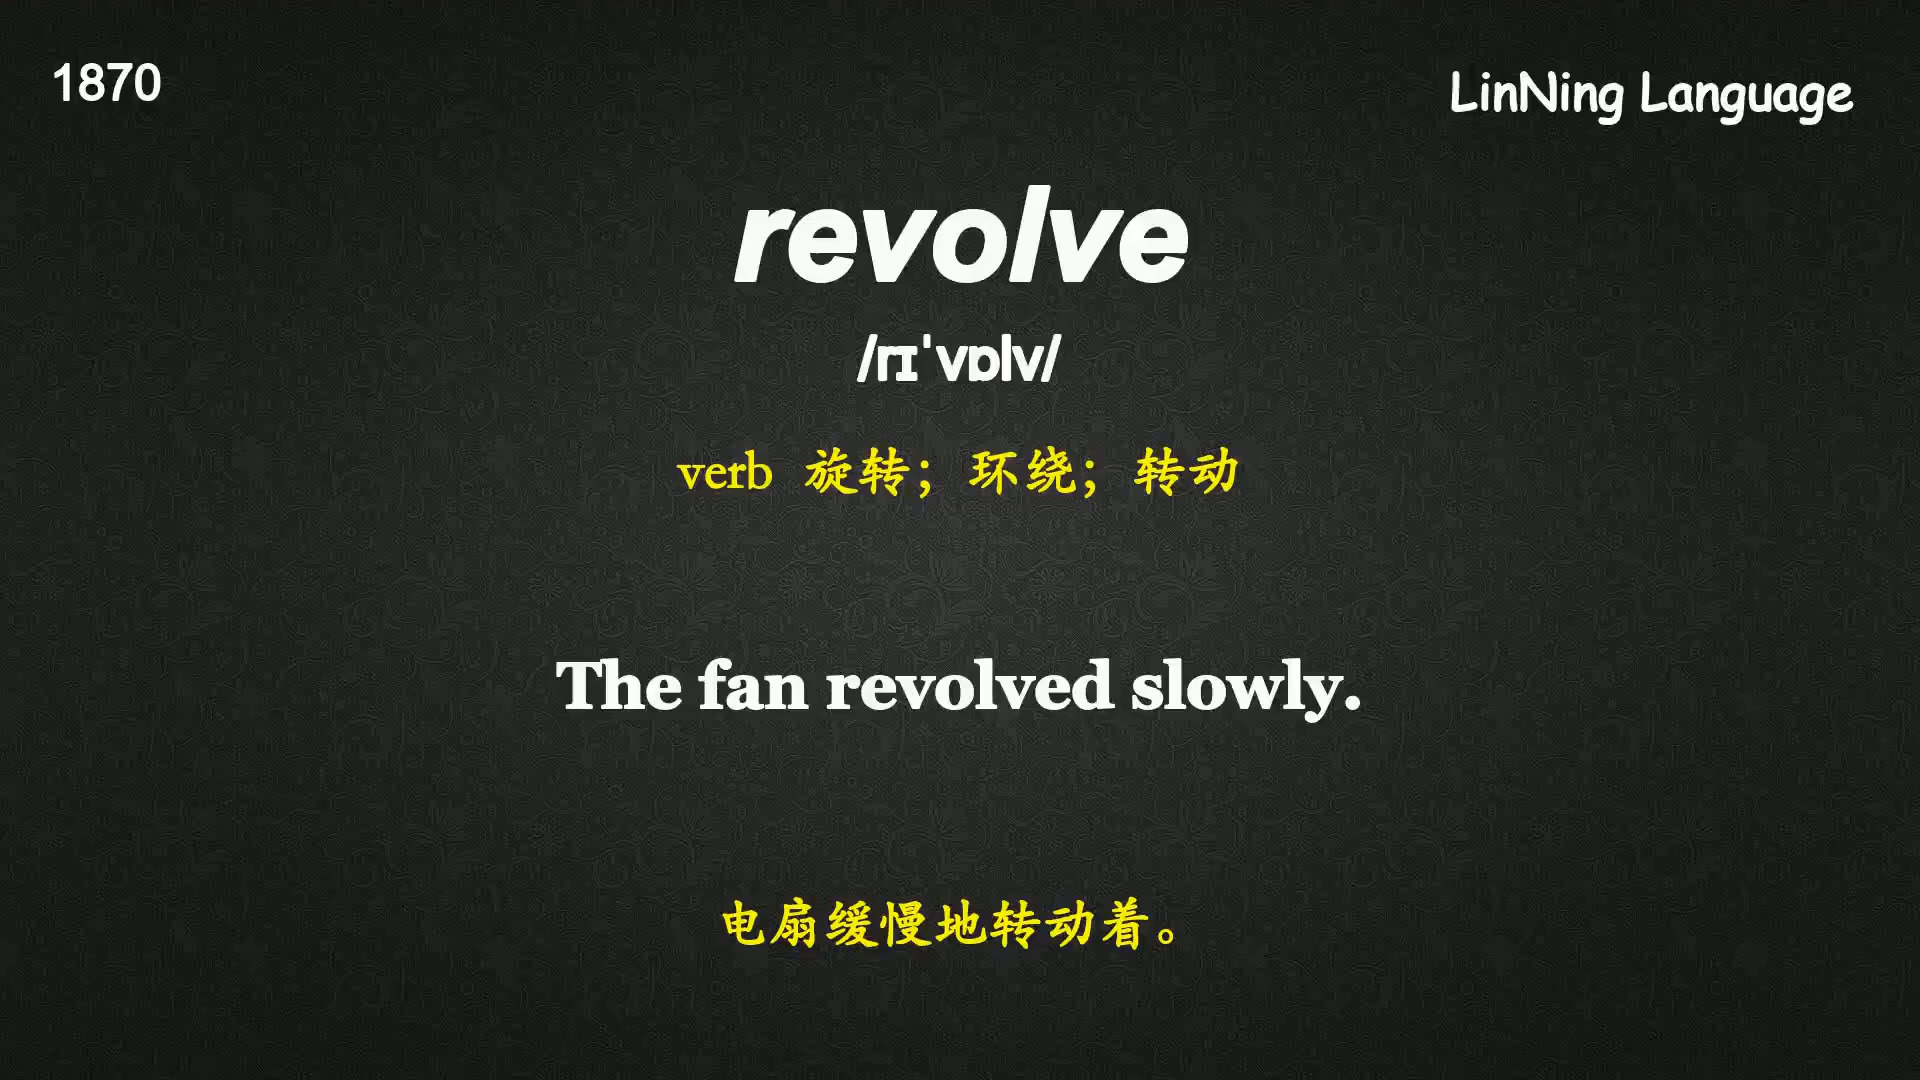 1870
LinNing Language
revolve
/rɪˈvɒlv/
verb 旋转；环绕；转动
The fan revolved slowly.
电扇缓慢地转动着。